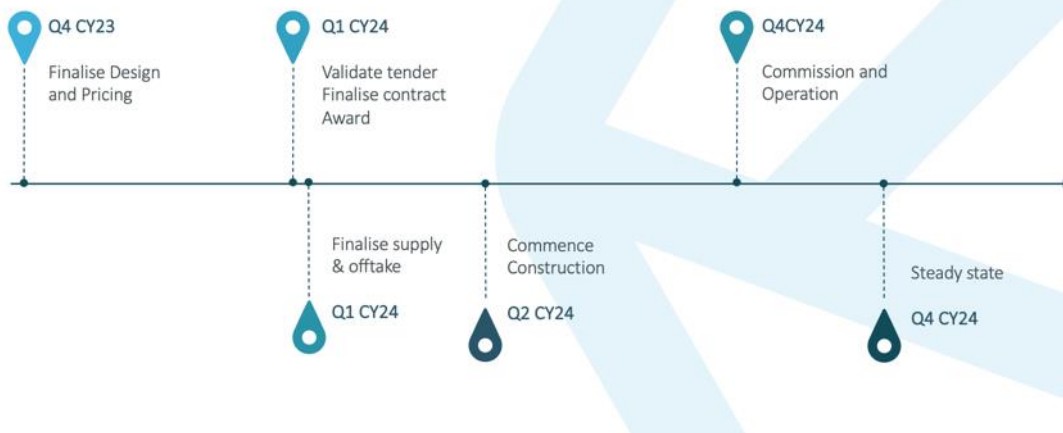 Q4 CY23
Finalise Design
and Pricing
Q1 CY24
Validate tender
Finalise contract
Award
Q4CY24
Commission and
Operation
Finalise supply
& offtake
Q1 CY24
Commence
Construction
Q2 CY24
Steady state
Q4 CY24